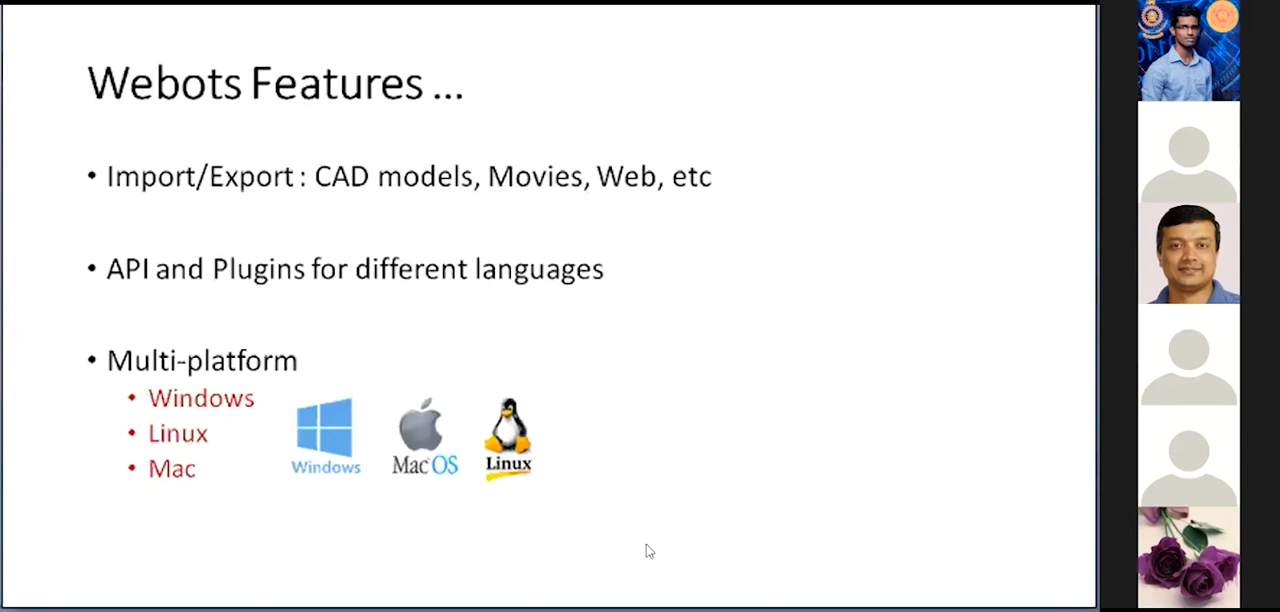 Webots Features ...
• Import/Export : CAD models, Movies, Web, etc
• API and Plugins for different languages
• Multi-platform
• Windows
• Linux
• Mac
Windows
Mac OS
Linux